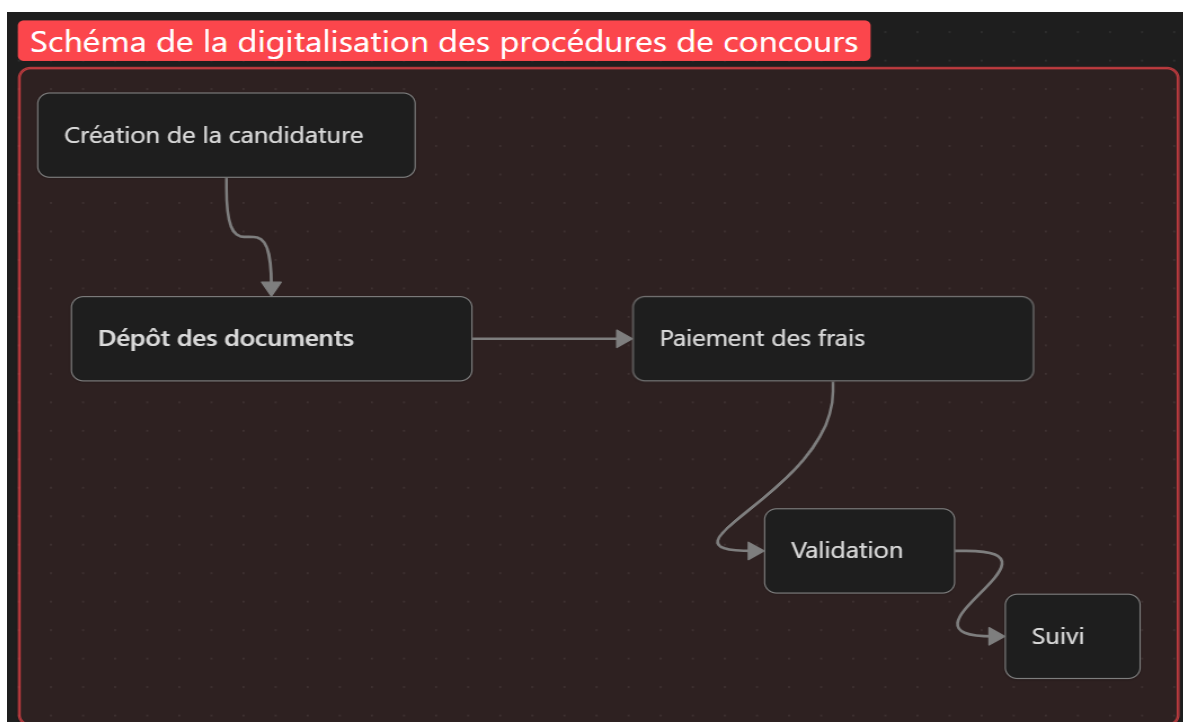 Schéma de la digitalisation des procédures de concours
Création de la candidature
Dépôt des documents
Paiement des frais
Validation
Suivi